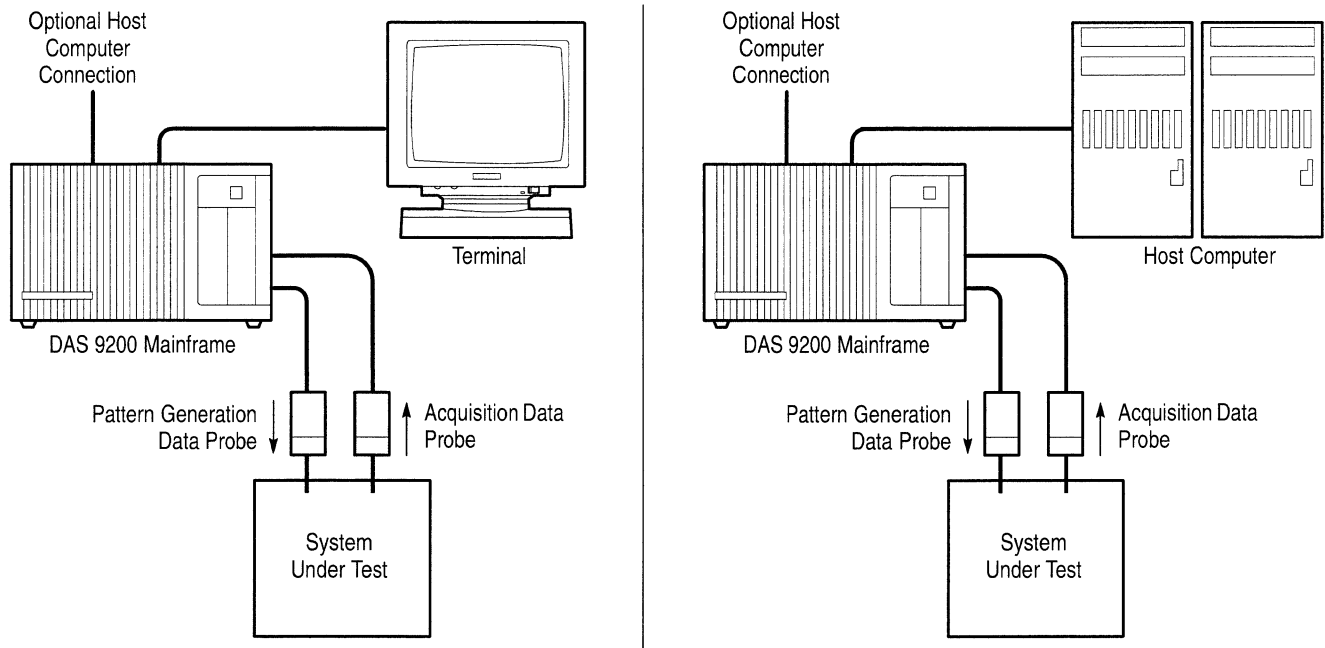 Optional Host
Computer
Connection
Terminal
DAS 9200 Mainframe
Pattern Generation
Data Probe
Acquisition Data
Probe
System
Under Test
Optional Host
Computer
Connection
Host Computer
DAS 9200 Mainframe
Pattern Generation
Data Probe
Acquisition Data
Probe
System
Under Test